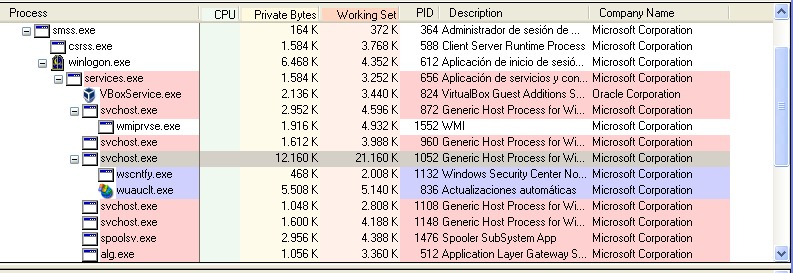 Process CPU Private Bytes Working Set PID Description Company Name
smss.exe 164 K 372 K 364 Administrador de sesión de ... Microsoft Corporation
csrss.exe 1.584 K 3.768 K 588 Client Server Runtime Process Microsoft Corporation
winlogon.exe 6.468 K 4.352 K 612 Aplicación de inicio de sesió... Microsoft Corporation
services.exe 1.584 K 3.252 K 656 Aplicación de servicios y con... Microsoft Corporation
VBoxService.exe 2.136 K 3.440 K 824 VirtualBox Guest Additions S... Oracle Corporation
svchost.exe 2.952 K 4.596 K 872 Generic Host Process for Wi... Microsoft Corporation
wmiprvse.exe 1.916 K 4.932 K 1552 WMI Microsoft Corporation
svchost.exe 1.612 K 3.988 K 960 Generic Host Process for Wi... Microsoft Corporation
svchost.exe 12.160 K 21.160 K 1052 Generic Host Process for Wi... Microsoft Corporation
wscntfy.exe 468 K 2.008 K 1132 Windows Security Center No... Microsoft Corporation
wuauclt.exe 5.508 K 5.140 K 836 Actualizaciones automáticas Microsoft Corporation
svchost.exe 1.048 K 2.808 K 1108 Generic Host Process for Wi... Microsoft Corporation
svchost.exe 1.600 K 4.188 K 1148 Generic Host Process for Wi... Microsoft Corporation
spoolsv.exe 2.956 K 4.388 K 1476 Spooler SubSystem App Microsoft Corporation
alg.exe 1.056 K 3.360 K 512 Application Layer Gateway S... Microsoft Corporation